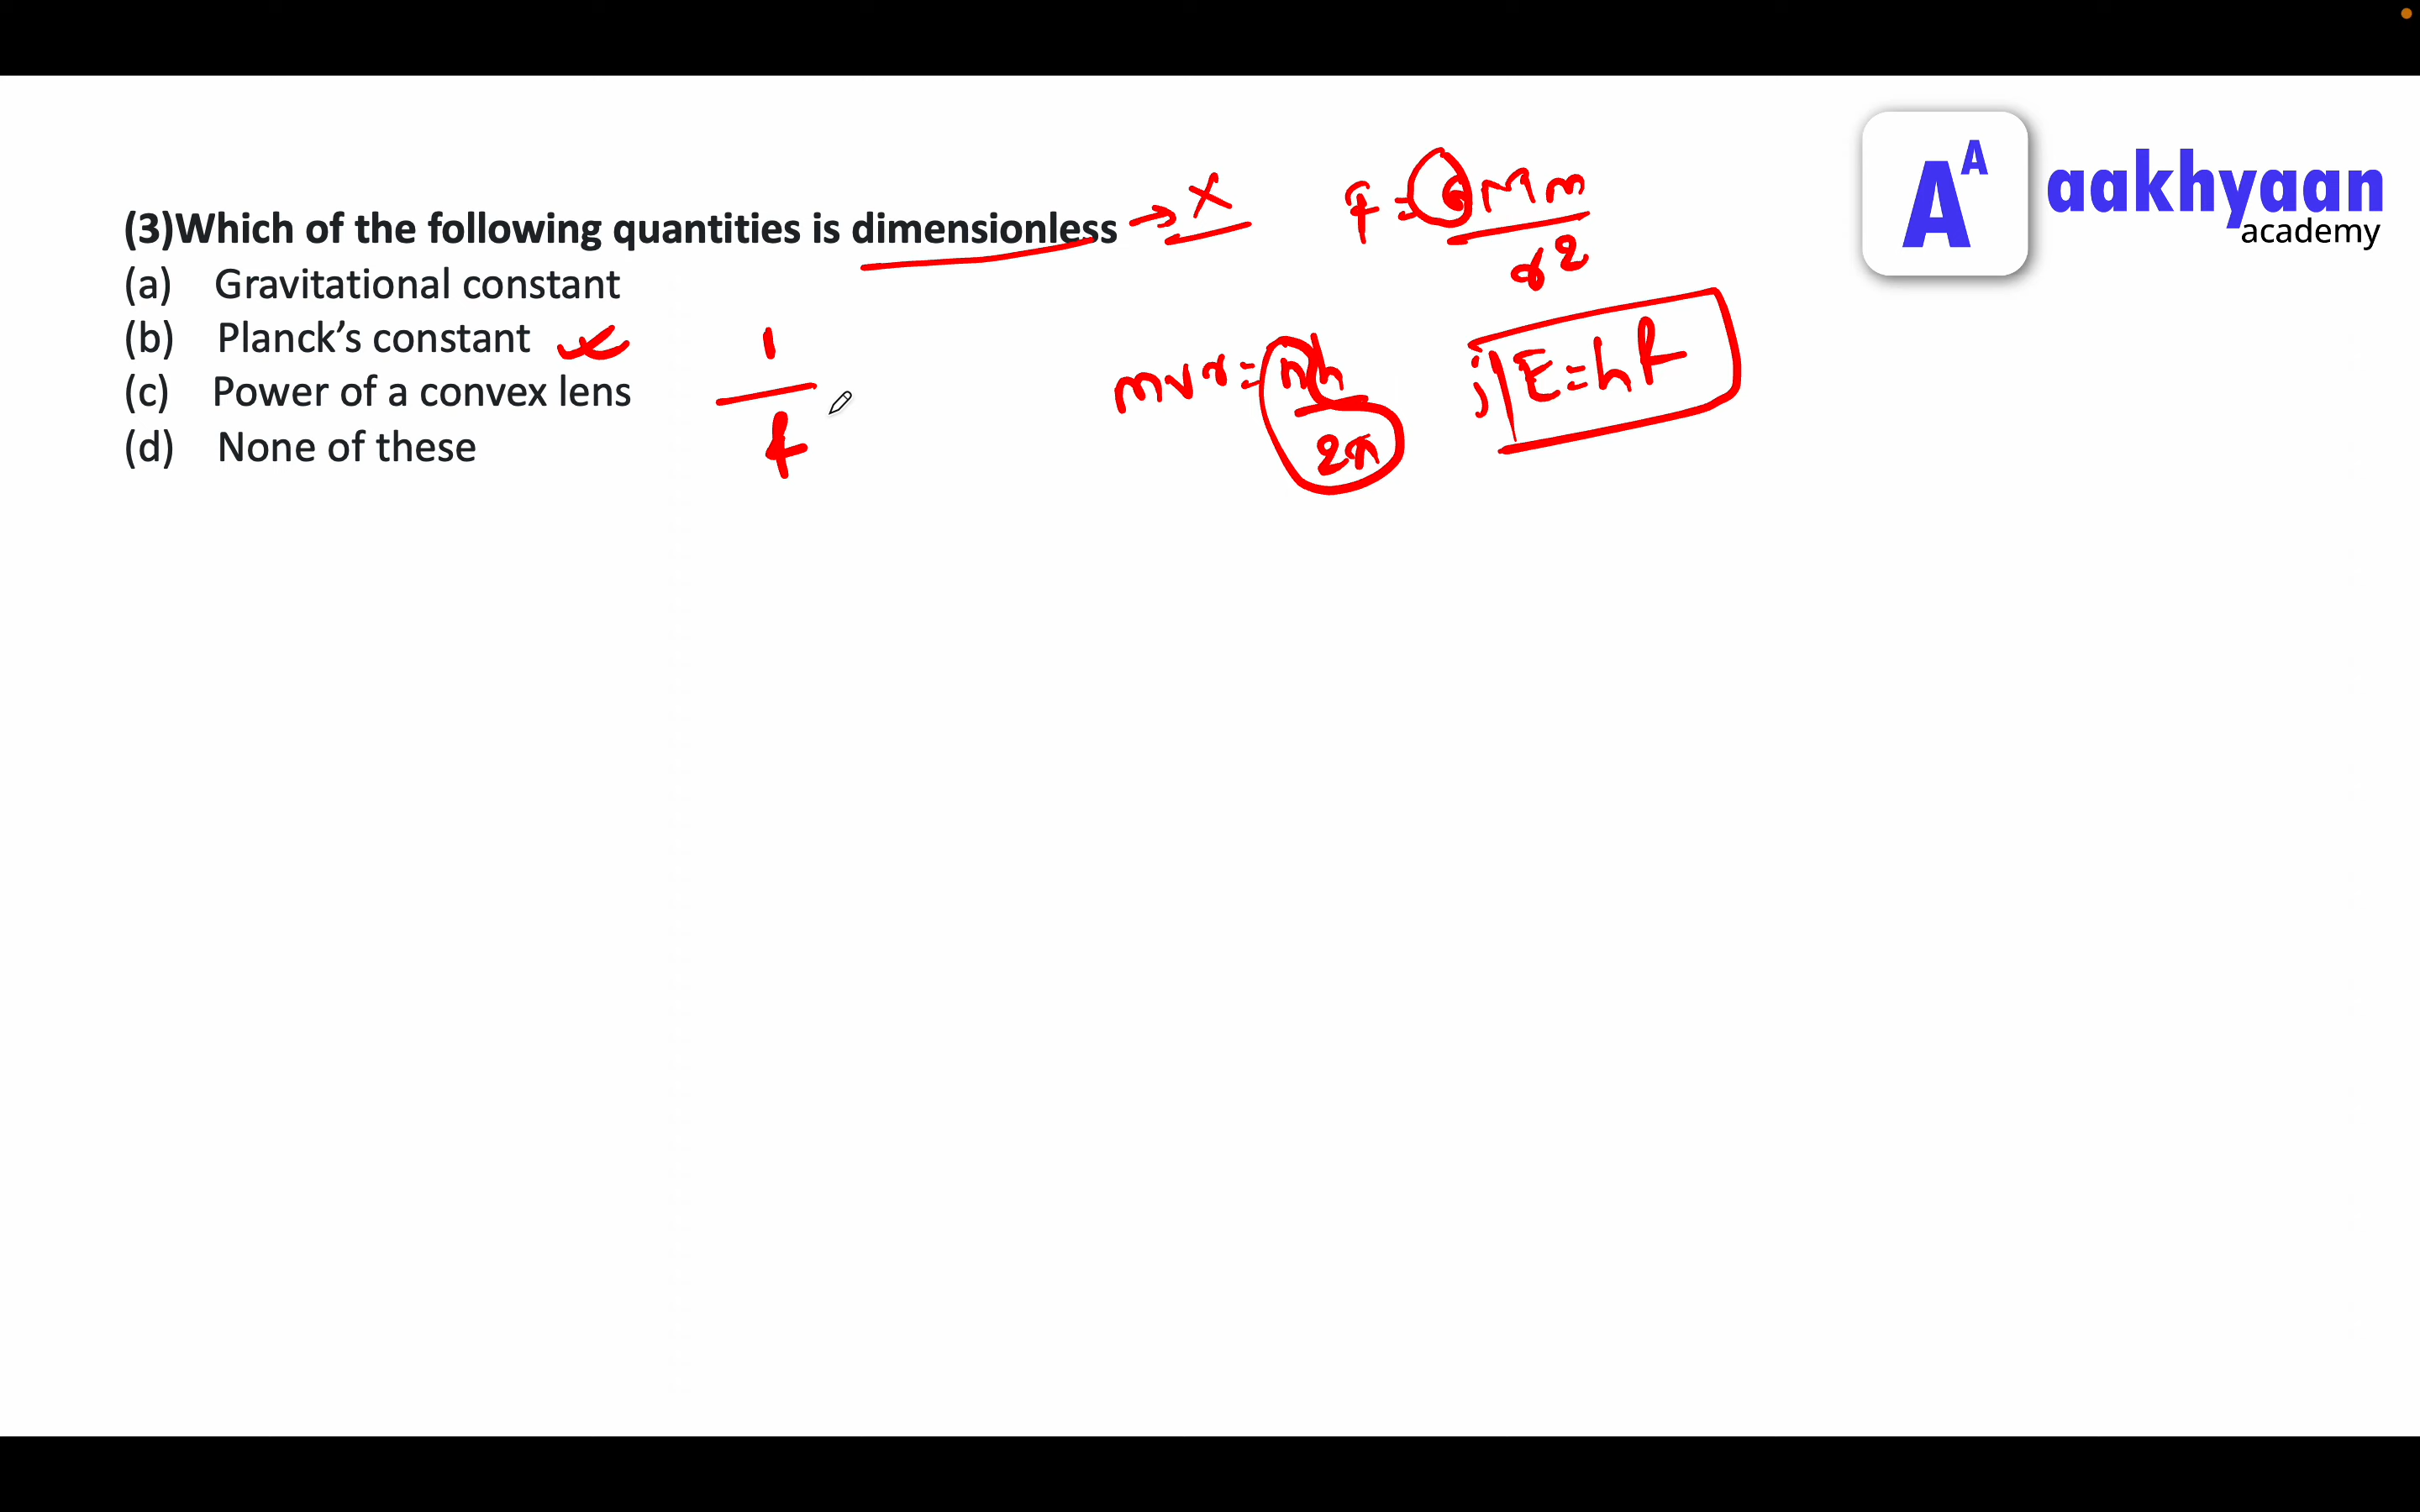 (3)Which of the following quantities is dimensionless → x
(a) Gravitational constant
(b) Planck's constant
(c) Power of a convex lens
(d) None of these
F = GMm
r2
1
f
mvr = nh
2π
E = hf
A A
aakhyaan
academy